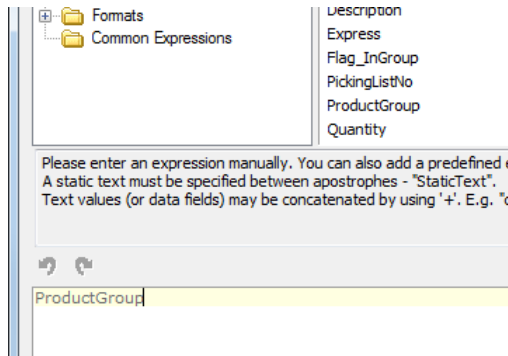 Formats
Common Expressions
Description
Express
Flag_InGroup
PickingListNo
ProductGroup
Quantity
Please enter an expression manually. You can also add a predefined
A static text must be specified between apostrophes - "StaticText".
Text values (or data fields) may be concatenated by using '+'. E.g.
ProductGroup